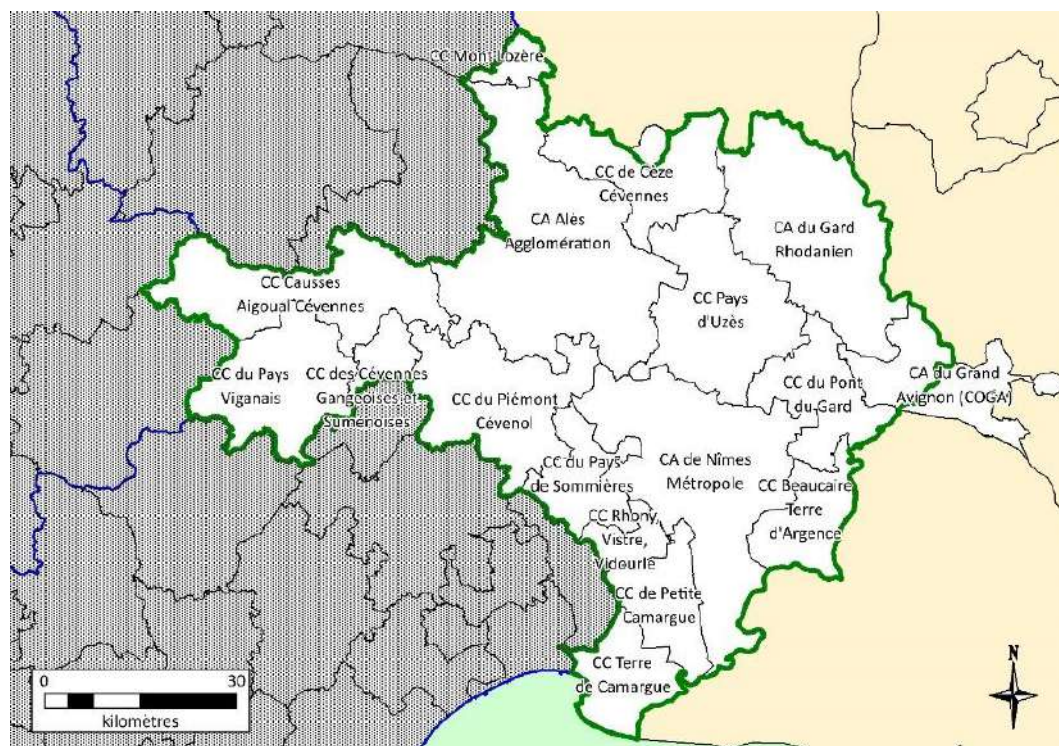 CC Mont Lozère
CC de Cèze
Cévennes
CA Alès
Agglomération
CA du Gard
Rhodanien
CC Causses
Aigoual Cévennes
CC Pays
d'Uzès
CC du Pays
Viganais
CC des Cévennes
Gangeoises et
Suménoises
CC du Piémont
Cévenol
CC du Pont
du Gard
CA du Grand
Avignon (COGA)
CC du Pays
de Sommières
CA de Nîmes
Métropole
CC Beaucaire
Terre
d'Argence
CC Rhony,
Vistre,
Vidourle
CC de Petite
Camargue
CC Terre
de Camargue
0 30
kilomètres
N